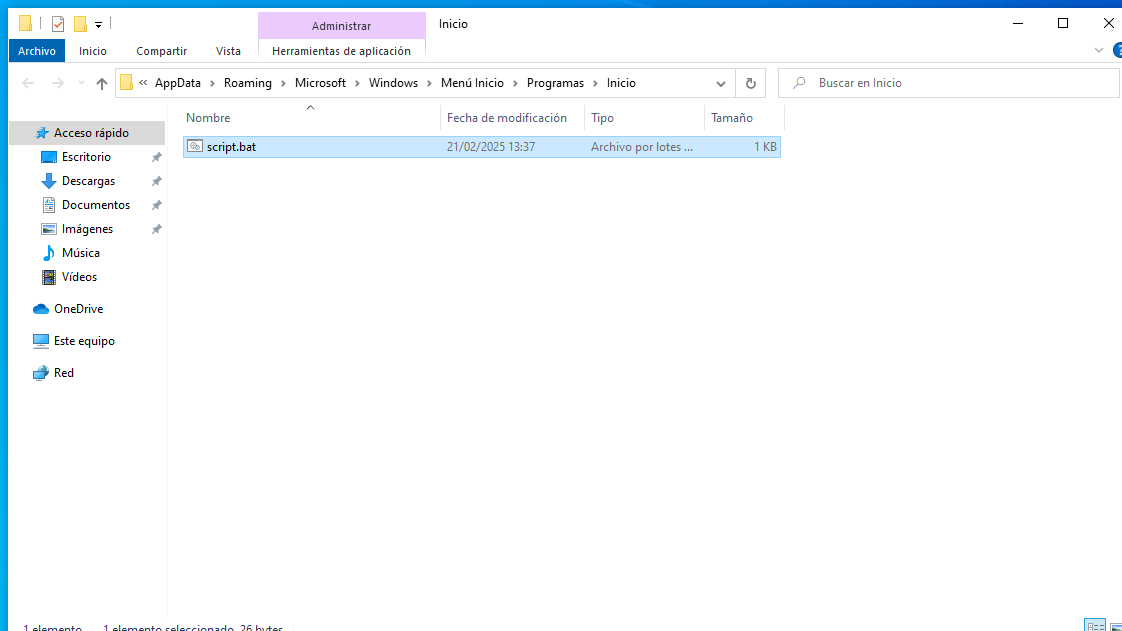 Administrar
Inicio
Archivo
Inicio
Compartir
Vista
Herramientas de aplicación
?
« AppData > Roaming > Microsoft > Windows > Menú Inicio > Programas > Inicio
Buscar en Inicio
Nombre
Fecha de modificación
Tipo
Tamaño
script.bat
21/02/2025 13:37
Archivo por lotes ...
1 KB
Acceso rápido
Escritorio
Descargas
Documentos
Imágenes
Música
Vídeos
OneDrive
Este equipo
Red
1 elemento
1 elemento seleccionado 26 bytes